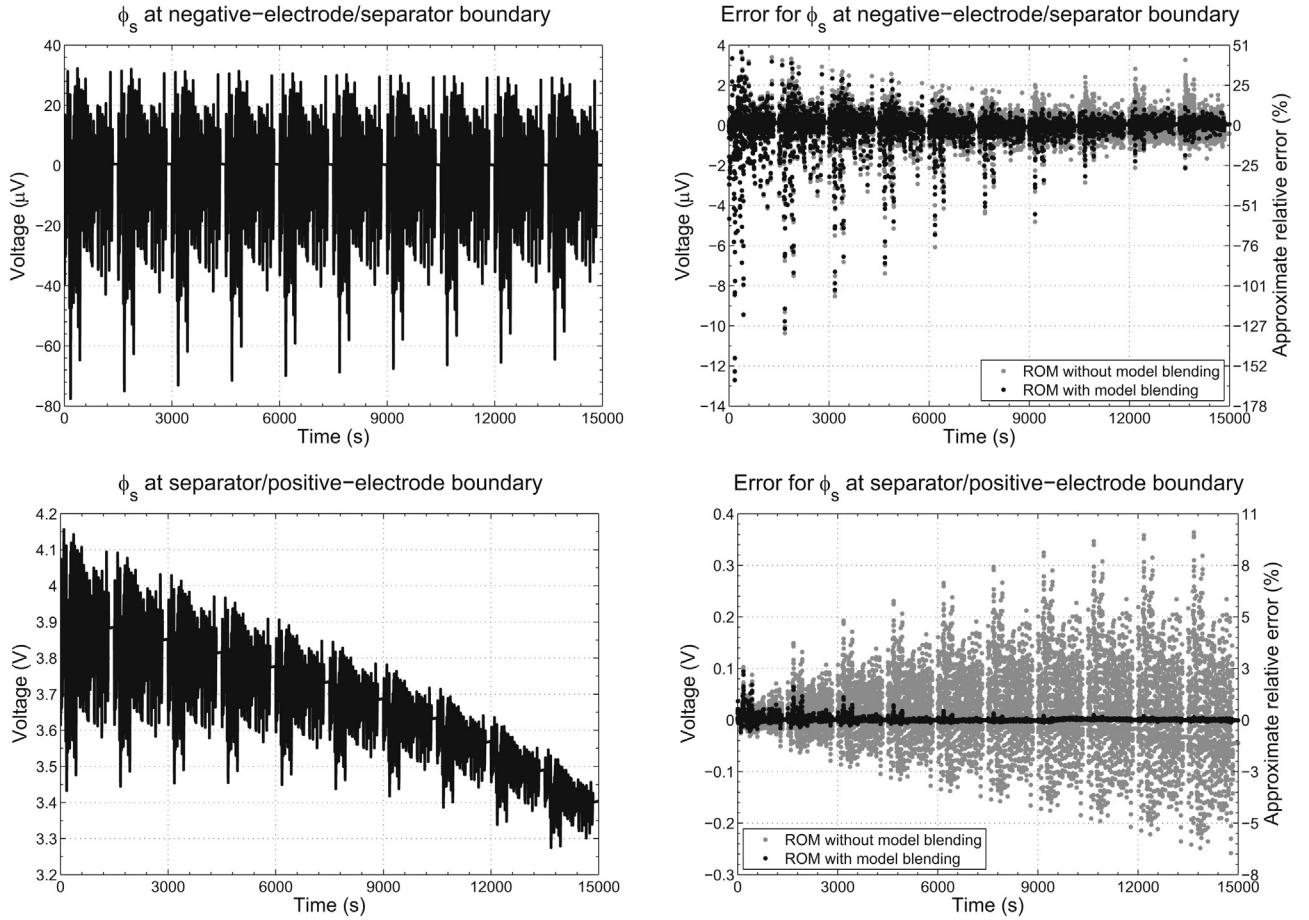 ϕs at negative−electrode/separator boundary
40
20
0
−20
−40
−60
−80
Voltage (μV)
0 3000 6000 9000 12000 15000
Time (s)
Error for ϕs at negative−electrode/separator boundary
4
2
0
−2
−4
−6
−8
−10
−12
−14
Voltage (μV)
51
25
0
−25
−51
−76
−101
−127
−152
−178
Approximate relative error (%)
ROM without model blending
ROM with model blending
0 3000 6000 9000 12000 15000
Time (s)
ϕs at separator/positive−electrode boundary
4.2
4.1
4
3.9
3.8
3.7
3.6
3.5
3.4
3.3
3.2
Voltage (V)
0 3000 6000 9000 12000 15000
Time (s)
Error for ϕs at separator/positive−electrode boundary
0.4
0.3
0.2
0.1
0
−0.1
−0.2
−0.3
Voltage (V)
11
8
5
3
0
−3
−5
−8
Approximate relative error (%)
ROM without model blending
ROM with model blending
0 3000 6000 9000 12000 15000
Time (s)